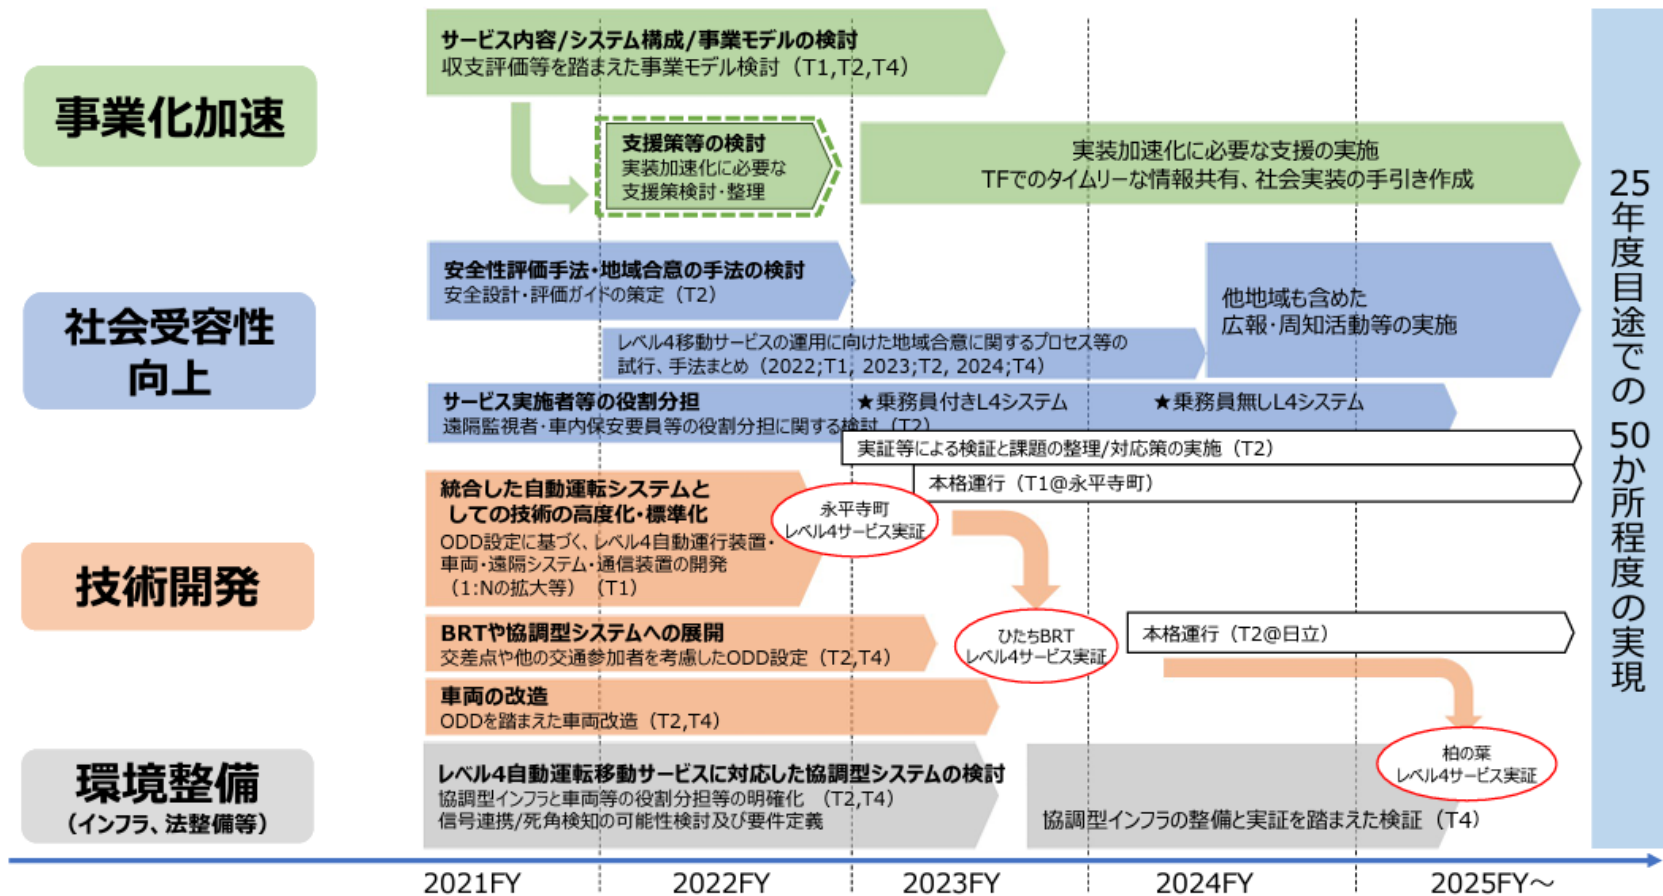 事業化加速
サービス内容/システム構成/事業モデルの検討
収支評価等を踏まえた事業モデル検討（T1,T2,T4）
支援策等の検討
実装加速化に必要な
支援策検討・整理
実装加速化に必要な支援の実施
TFでのタイムリーな情報共有、社会実装の手引き作成
社会受容性
向上
安全性評価手法・地域合意の手法の検討
安全設計・評価ガイドの策定（T2）
レベル4移動サービスの運用に向けた地域合意に関するプロセス等の
試行、手法まとめ（2022;T1, 2023;T2, 2024;T4）
他地域も含めた
広報・周知活動等の実施
サービス実施者等の役割分担
遠隔監視者・車内保安要員等の役割分担に関する検討（T2）
★乗務員付きL4システム
★乗務員無しL4システム
実証等による検証と課題の整理/対応策の実施（T2）
本格運行（T1@永平寺町）
技術開発
統合した自動運転システムと
しての技術の高度化・標準化
ODD設定に基づく、レベル4自動運行装置・
車両・遠隔システム・通信装置の開発
（1:Nの拡大等）（T1）
永平寺町
レベル4サービス実証
BRTや協調型システムへの展開
交差点や他の交通参加者を考慮したODD設定（T2,T4）
ひたちBRT
レベル4サービス実証
本格運行（T2@日立）
車両の改造
ODDを踏まえた車両改造（T2,T4）
柏の葉
レベル4サービス実証
環境整備
（インフラ、法整備等）
レベル4自動運転移動サービスに対応した協調型システムの検討
協調型インフラと車両等の役割分担等の明確化　（T2,T4）
信号連携/死角検知の可能性検討及び要件定義
協調型インフラの整備と実証を踏まえた検証（T4）
25年度目途での 50か所程度の実現
2021FY
2022FY
2023FY
2024FY
2025FY～